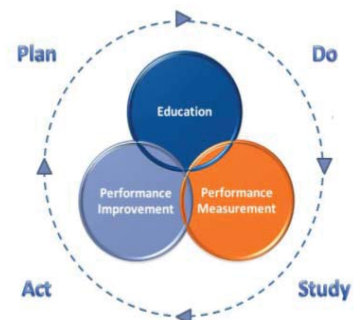 Plan
Do
Education
Performance
Improvement
Performance
Measurement
Act
Study